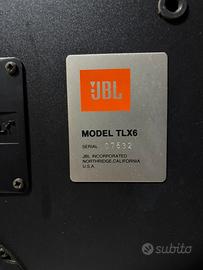 JBL
MODEL TLX6
SERIAL 07532
JBL INCORPORATED
NORTHRIDGE, CALIFORNIA
U.S.A.
subito